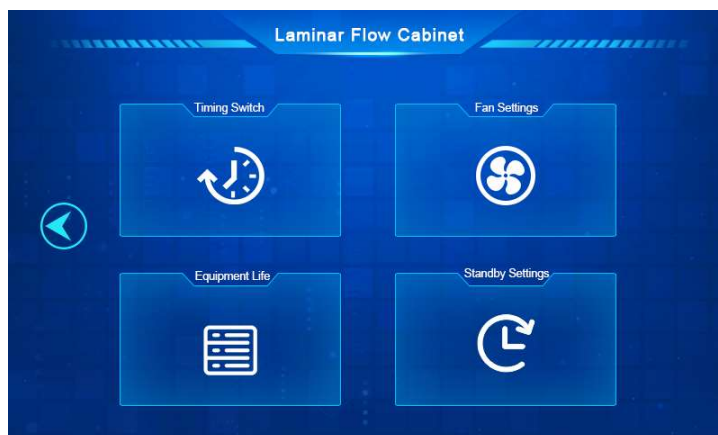 Laminar Flow Cabinet
Timing Switch
Fan Settings
Equipment Life
Standby Settings